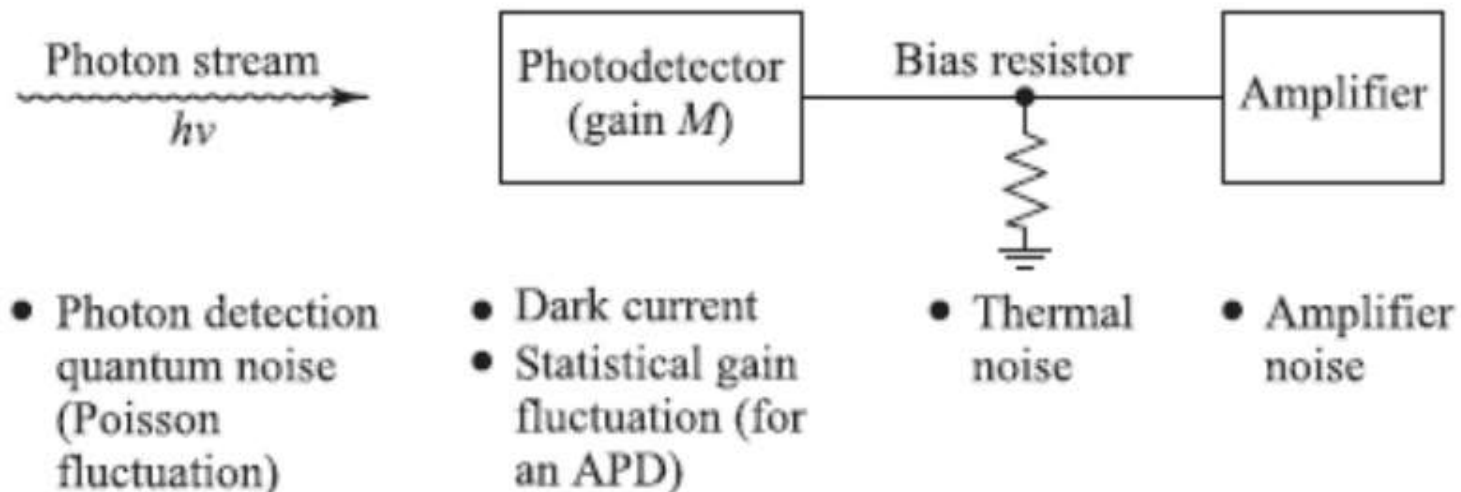 Photon stream
hν
Photodetector
(gain M)
Bias resistor
Amplifier
• Photon detection
quantum noise
(Poisson
fluctuation)
• Dark current
• Statistical gain
fluctuation (for
an APD)
• Thermal
noise
• Amplifier
noise